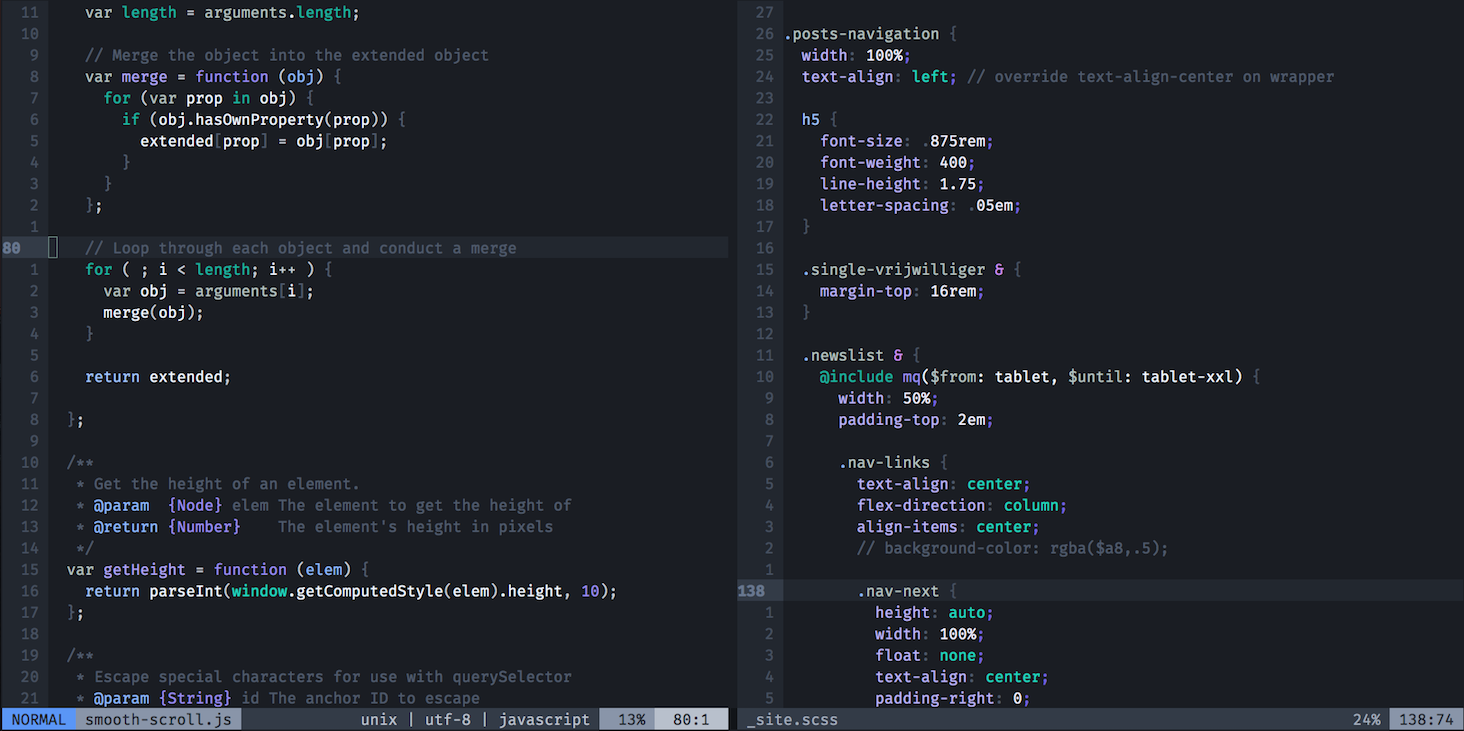 11 var length = arguments.length;
10
9 // Merge the object into the extended object
8 var merge = function (obj) {
7 for (var prop in obj) {
6 if (obj.hasOwnProperty(prop)) {
5 extended[prop] = obj[prop];
4 }
3 }
2 };
1
80 // Loop through each object and conduct a merge
1 for ( ; i < length; i++ ) {
2 var obj = arguments[i];
3 merge(obj);
4 }
5
6 return extended;
7
8 };
9
10 /**
11 * Get the height of an element.
12 * @param  {Node} elem The element to get the height of
13 * @return {Number}    The element's height in pixels
14 */
15 var getHeight = function (elem) {
16 return parseInt(window.getComputedStyle(elem).height, 10);
17 };
18
19 /**
20 * Escape special characters for use with querySelector
21 * @param {String} id The anchor ID to escape
NORMAL smooth-scroll.js unix | utf-8 | javascript 13% 80:1
27
26 .posts-navigation {
25 width: 100%;
24 text-align: left; // override text-align-center on wrapper
23
22 h5 {
21 font-size: .875rem;
20 font-weight: 400;
19 line-height: 1.75;
18 letter-spacing: .05em;
17 }
16
15 .single-vrijwilliger & {
14 margin-top: 16rem;
13 }
12
11 .newslist & {
10 @include mq($from: tablet, $until: tablet-xxl) {
9 width: 50%;
8 padding-top: 2em;
7
6 .nav-links {
5 text-align: center;
4 flex-direction: column;
3 align-items: center;
2 // background-color: rgba($a8,.5);
1
138 .nav-next {
1 height: auto;
2 width: 100%;
3 float: none;
4 text-align: center;
5 padding-right: 0;
_site.scss 24% 138:74